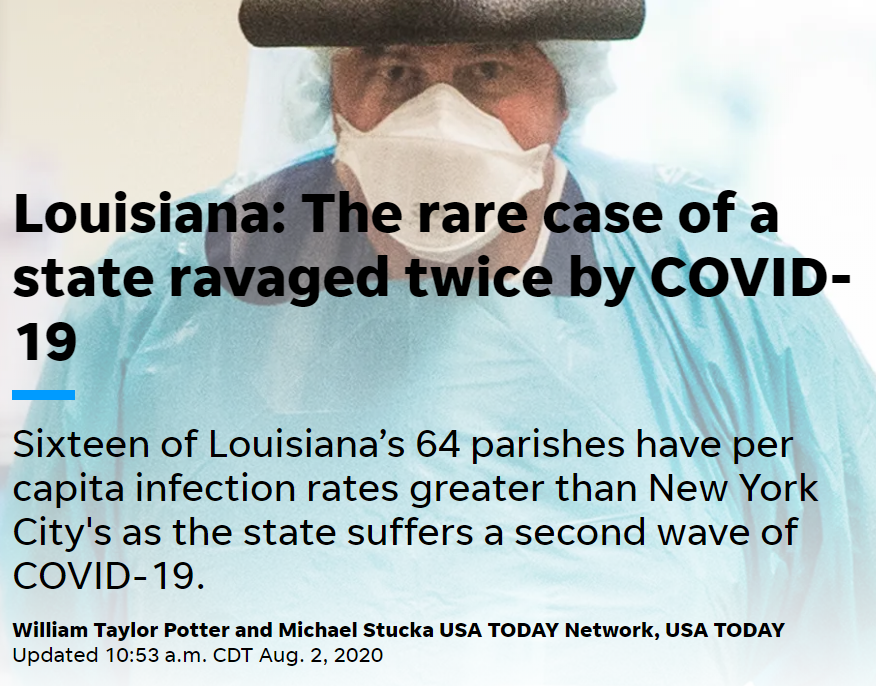 Louisiana: The rare case of a
state ravaged twice by COVID-
19
Sixteen of Louisiana’s 64 parishes have per
capita infection rates greater than New York
City's as the state suffers a second wave of
COVID-19.
William Taylor Potter and Michael Stucka USA TODAY Network, USA TODAY
Updated 10:53 a.m. CDT Aug. 2, 2020